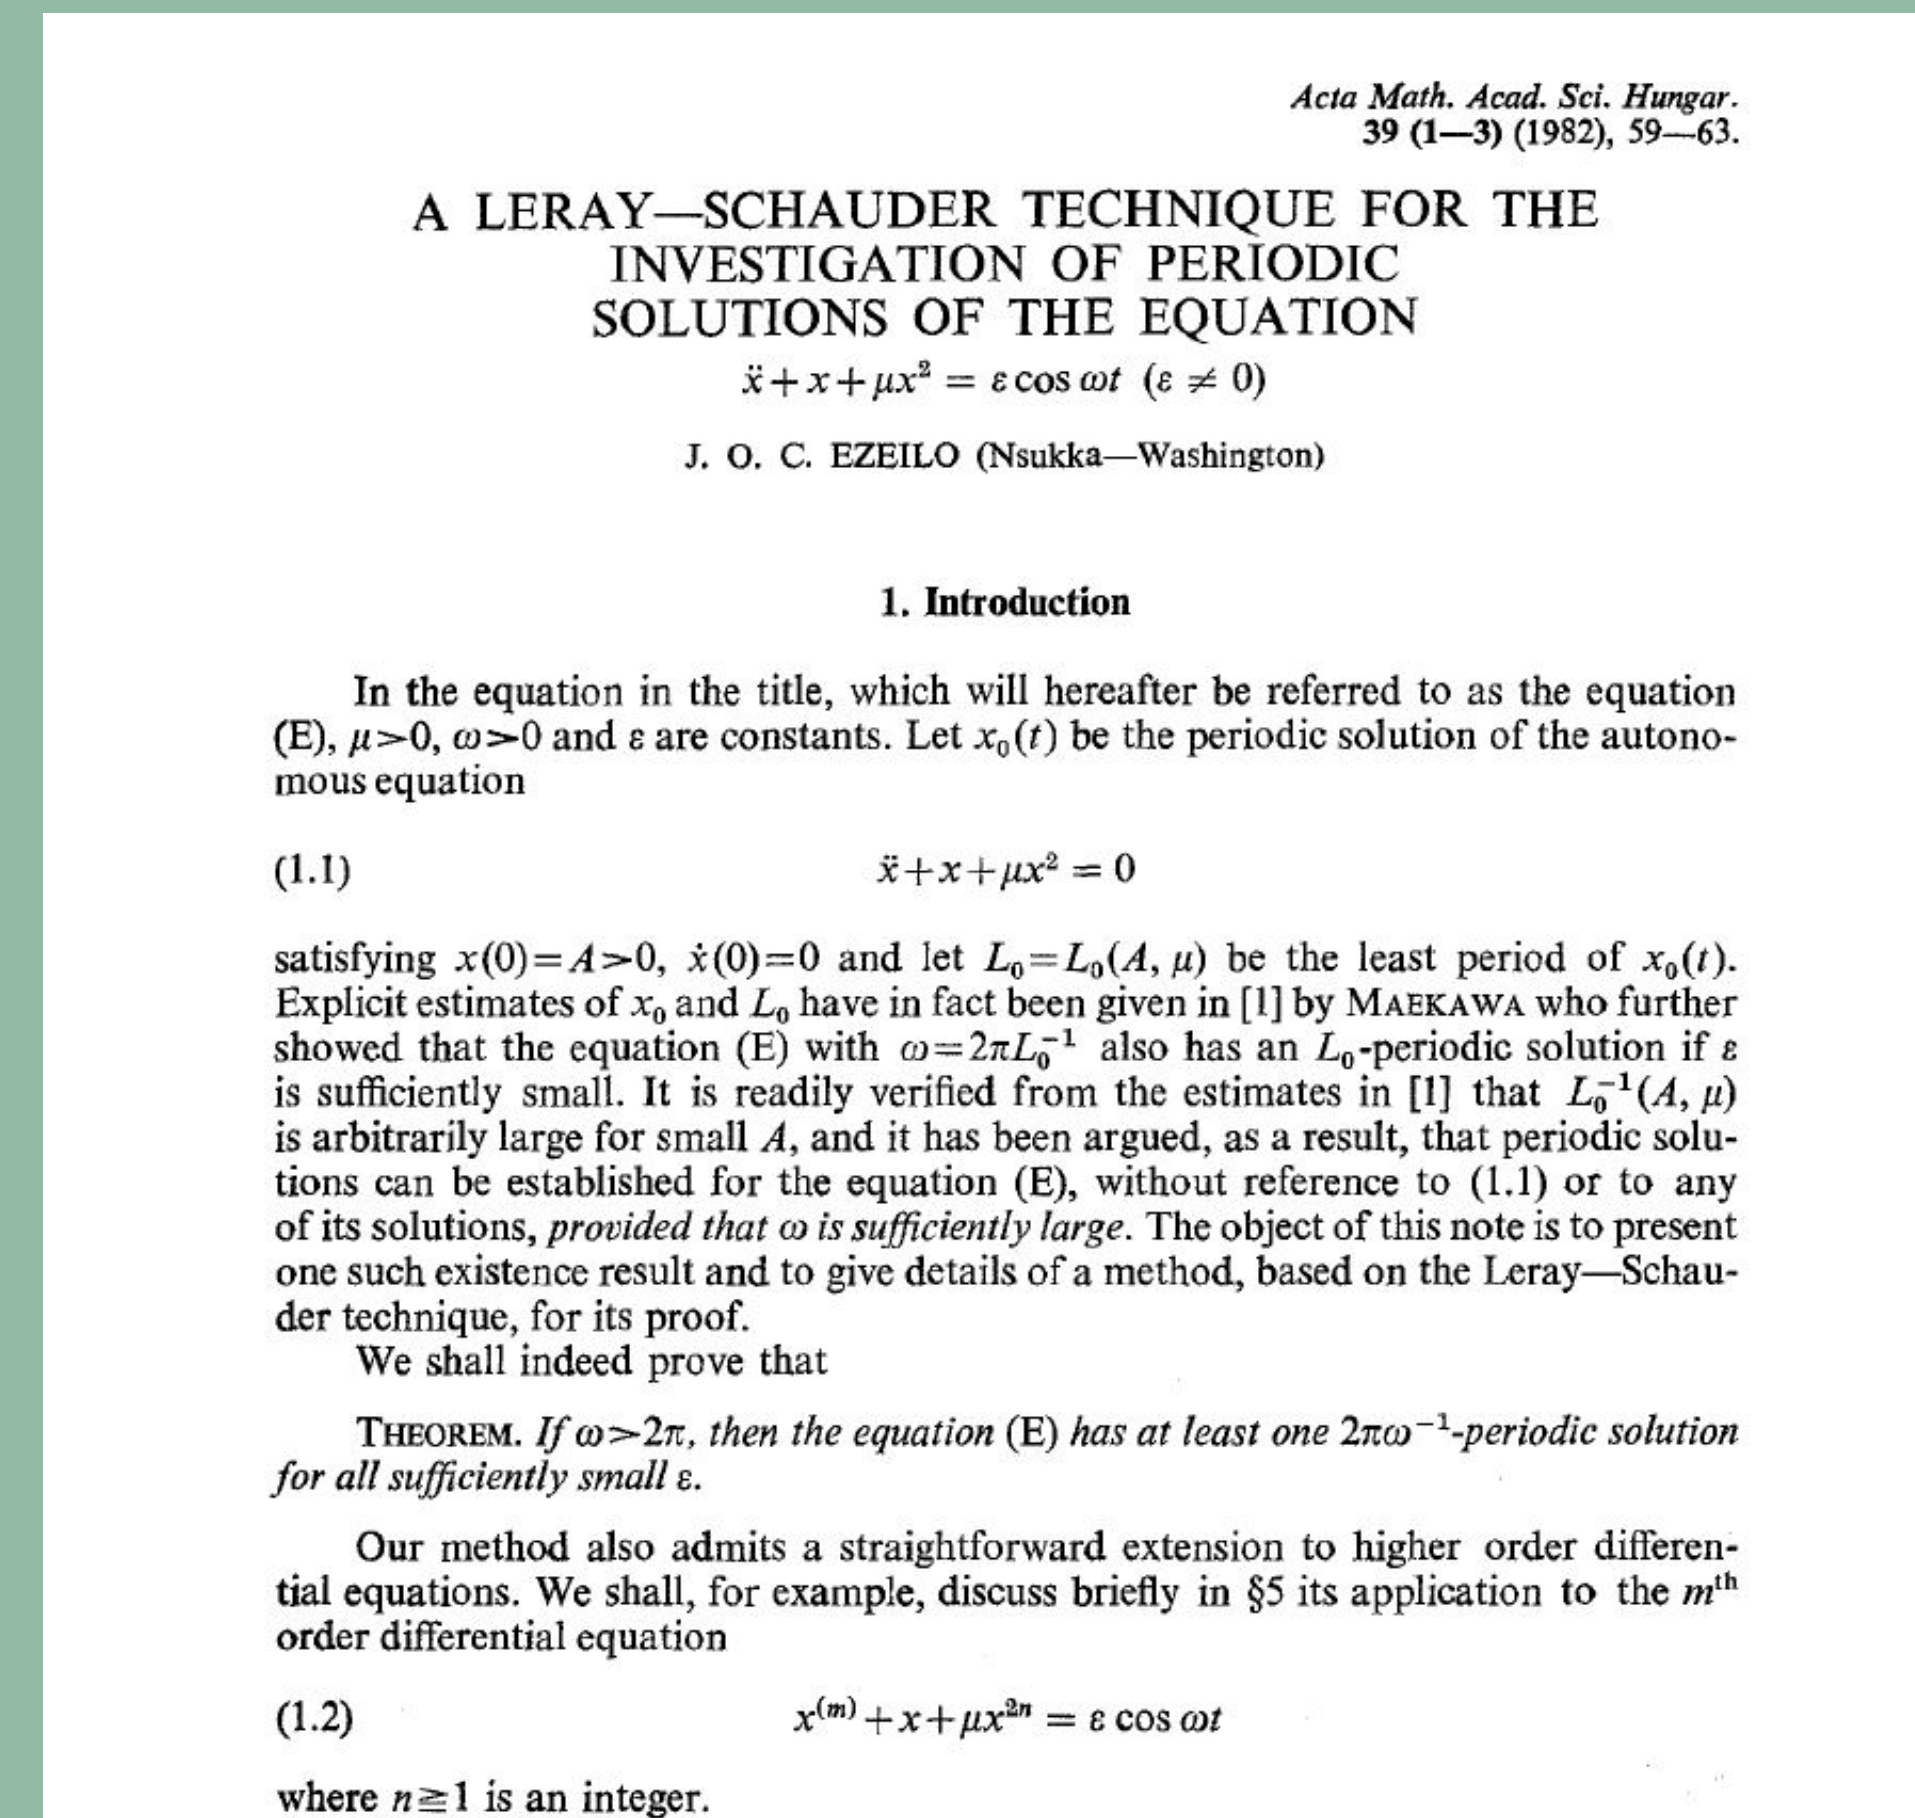 Acta Math. Acad. Sci. Hungar.
39 (1—3) (1982), 59—63.
A LERAY—SCHAUDER TECHNIQUE FOR THE
INVESTIGATION OF PERIODIC
SOLUTIONS OF THE EQUATION
ẍ+x+μx² = ε cos ωt (ε ≠ 0)
J. O. C. EZEILO (Nsukka—Washington)
1. Introduction
In the equation in the title, which will hereafter be referred to as the equation
(E), μ>0, ω>0 and ε are constants. Let x₀(t) be the periodic solution of the autono-
mous equation
(1.1) ẍ+x+μx² = 0
satisfying x(0)=A>0, ẋ(0)=0 and let L₀=L₀(A, μ) be the least period of x₀(t).
Explicit estimates of x₀ and L₀ have in fact been given in [1] by MAEKAWA who further
showed that the equation (E) with ω=2πL₀⁻¹ also has an L₀-periodic solution if ε
is sufficiently small. It is readily verified from the estimates in [1] that L₀⁻¹(A, μ)
is arbitrarily large for small A, and it has been argued, as a result, that periodic solu-
tions can be established for the equation (E), without reference to (1.1) or to any
of its solutions, provided that ω is sufficiently large. The object of this note is to present
one such existence result and to give details of a method, based on the Leray—Schau-
der technique, for its proof.
We shall indeed prove that
THEOREM. If ω>2π, then the equation (E) has at least one 2πω⁻¹-periodic solution
for all sufficiently small ε.
Our method also admits a straightforward extension to higher order differen-
tial equations. We shall, for example, discuss briefly in §5 its application to the mᵗʰ
order differential equation
(1.2) x⁽ᵐ⁾+x+μx²ⁿ = ε cos ωt
where n≧1 is an integer.